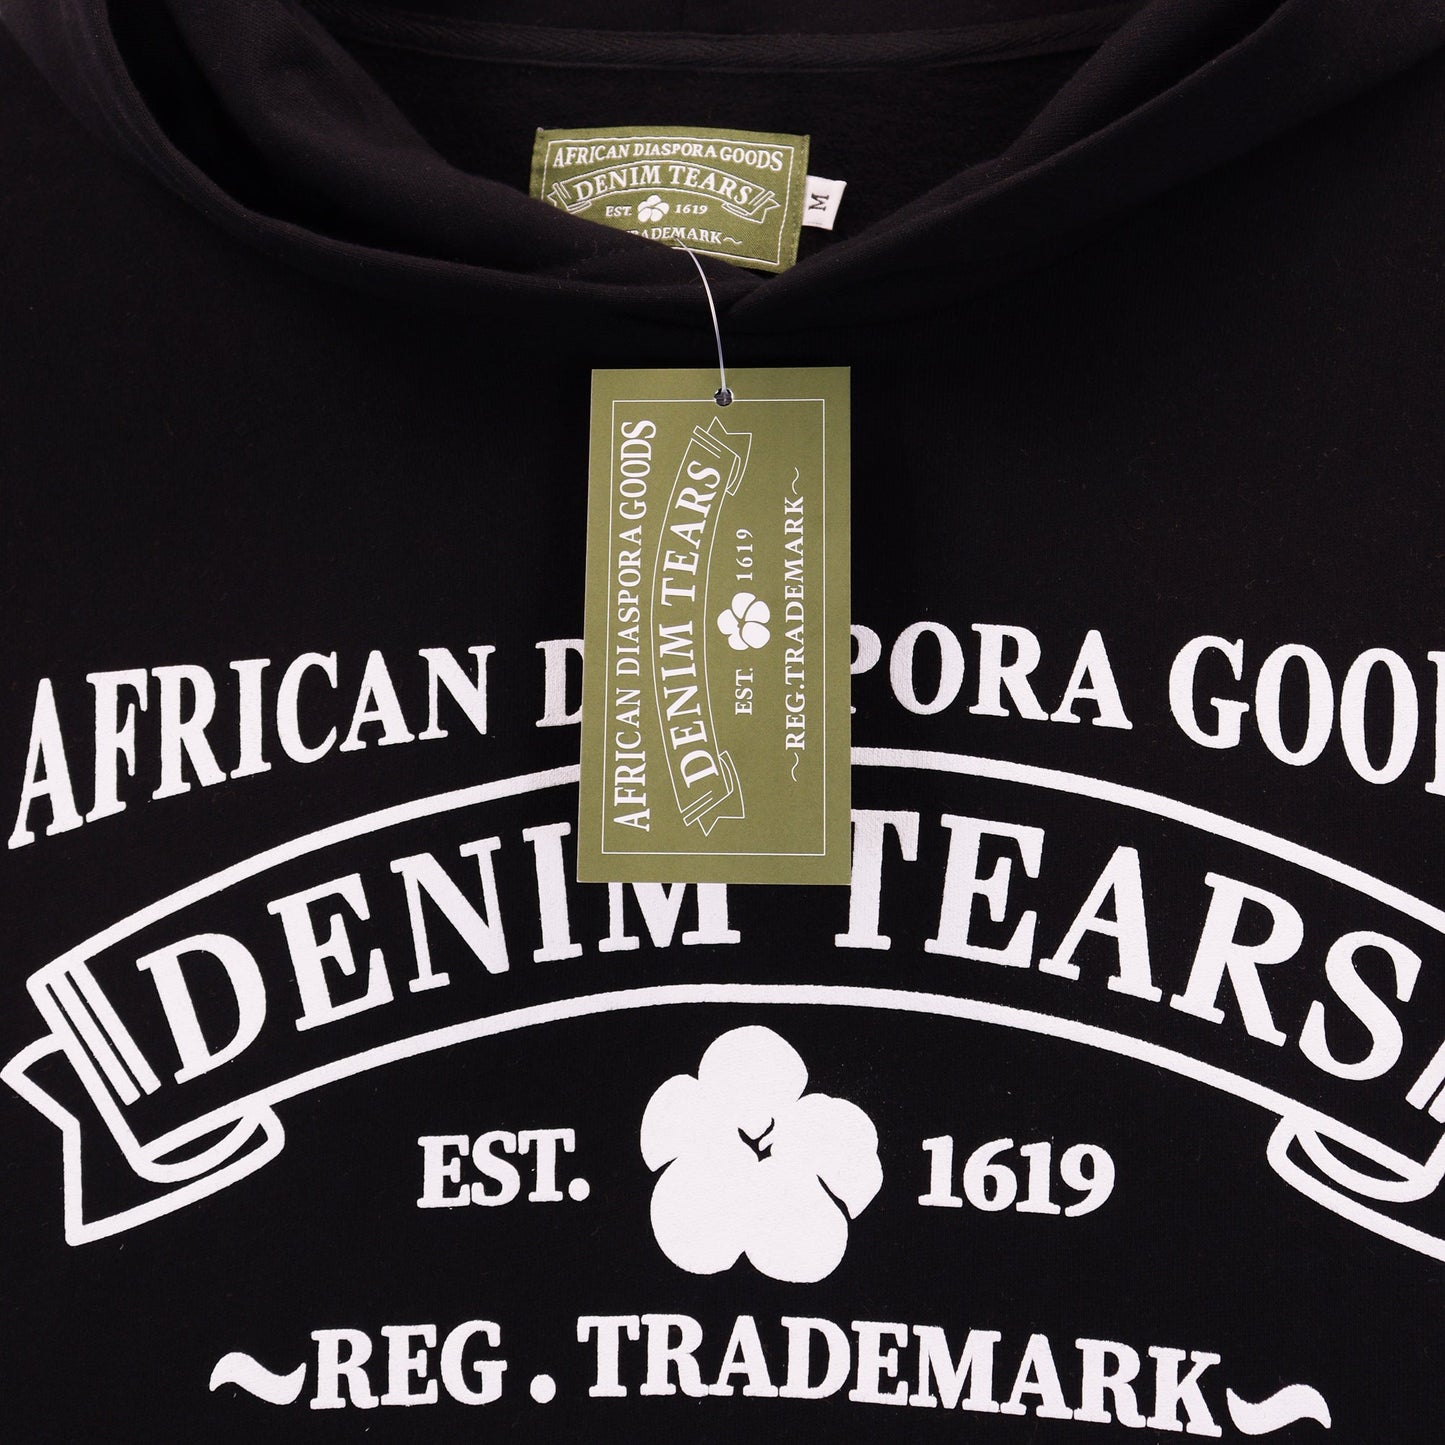 AFRICAN DIASPORA GOODS
DENIM TEARS
EST. 1619
TRADEMARK~
M
AFRICAN DIASPORA GOODS
DENIM TEARS
EST. 1619
~REG.TRADEMARK~
AFRICAN D PORA GOO
DENIM TEARS
EST. 1619
~REG. TRADEMARK~